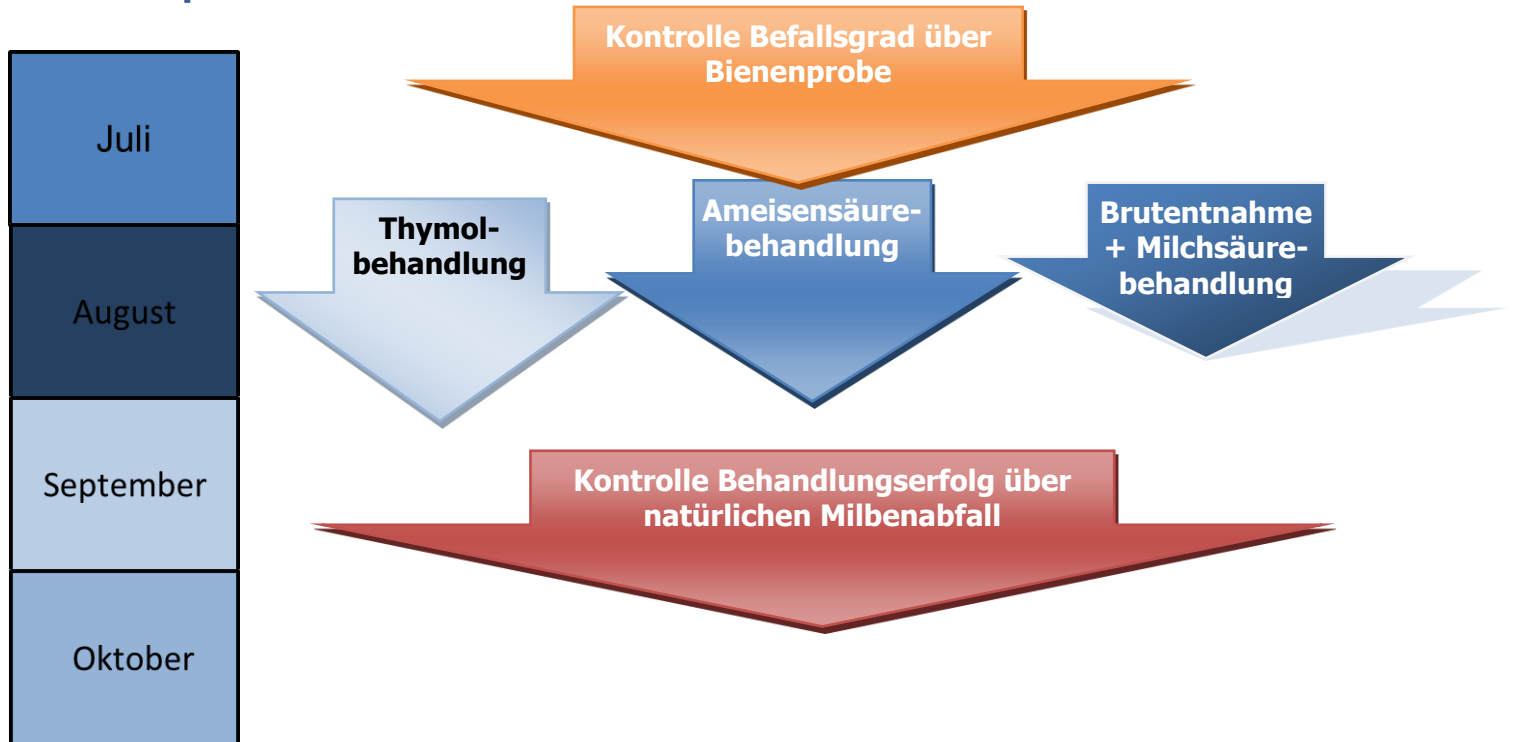 Kontrolle Befallsgrad über
Bienenprobe
Juli
Thymol-
behandlung
Ameisensäure-
behandlung
Brutentnahme
+ Milchsäure-
behandlung
August
September
Kontrolle Behandlungserfolg über
natürlichen Milbenabfall
Oktober